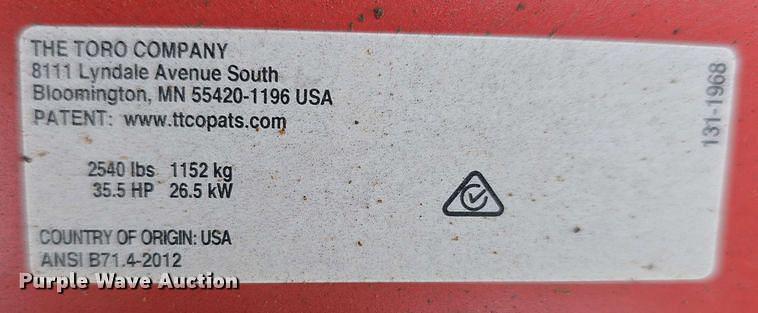 THE TORO COMPANY
8111 Lyndale Avenue South
Bloomington, MN 55420-1196 USA
PATENT: www.ttcopats.com
2540 lbs 1152 kg
35.5 HP 26.5 kW
COUNTRY OF ORIGIN: USA
ANSI B71.4-2012
131-1968
Purple Wave Auction